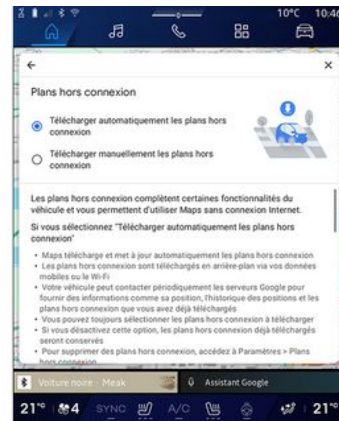 10°C 10:46
Plans hors connexion
Télécharger automatiquement les plans hors
connexion
Télécharger manuellement les plans hors
connexion
Les plans hors connexion complètent certaines fonctionnalités du
véhicule et vous permettent d'utiliser Maps sans connexion Internet.
Si vous sélectionnez "Télécharger automatiquement les plans hors
connexion"
• Maps télécharge et met à jour automatiquement les plans hors connexion
• Les plans hors connexion sont téléchargés en arrière-plan via vos données
mobiles ou le Wi-Fi
• Votre véhicule peut contacter périodiquement les serveurs Google pour
fournir des informations comme sa position, l'historique des positions et les
plans hors connexion que vous avez déjà téléchargés
• Vous pouvez toujours sélectionner les plans hors connexion à télécharger
• Si vous désactivez cette option, les plans hors connexion déjà téléchargés
seront conservés
• Pour supprimer des plans hors connexion, accédez à Paramètres > Plans
hors connexion
Voiture noire · Meak
Assistant Google
21°C 4 SYNC A/C 21°C